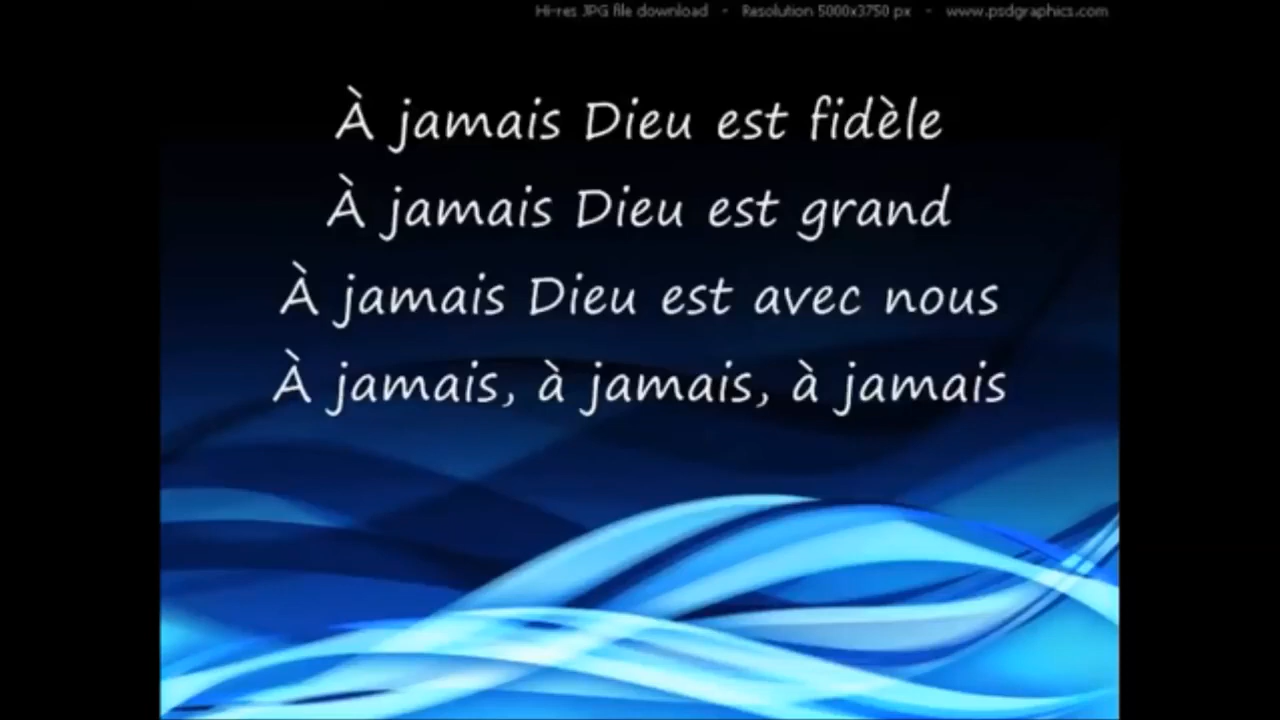 Hi-res JPG file download - Resolution 5000x3750 px - www.psdgraphics.com
À jamais Dieu est fidèle
À jamais Dieu est grand
À jamais Dieu est avec nous
À jamais, à jamais, à jamais